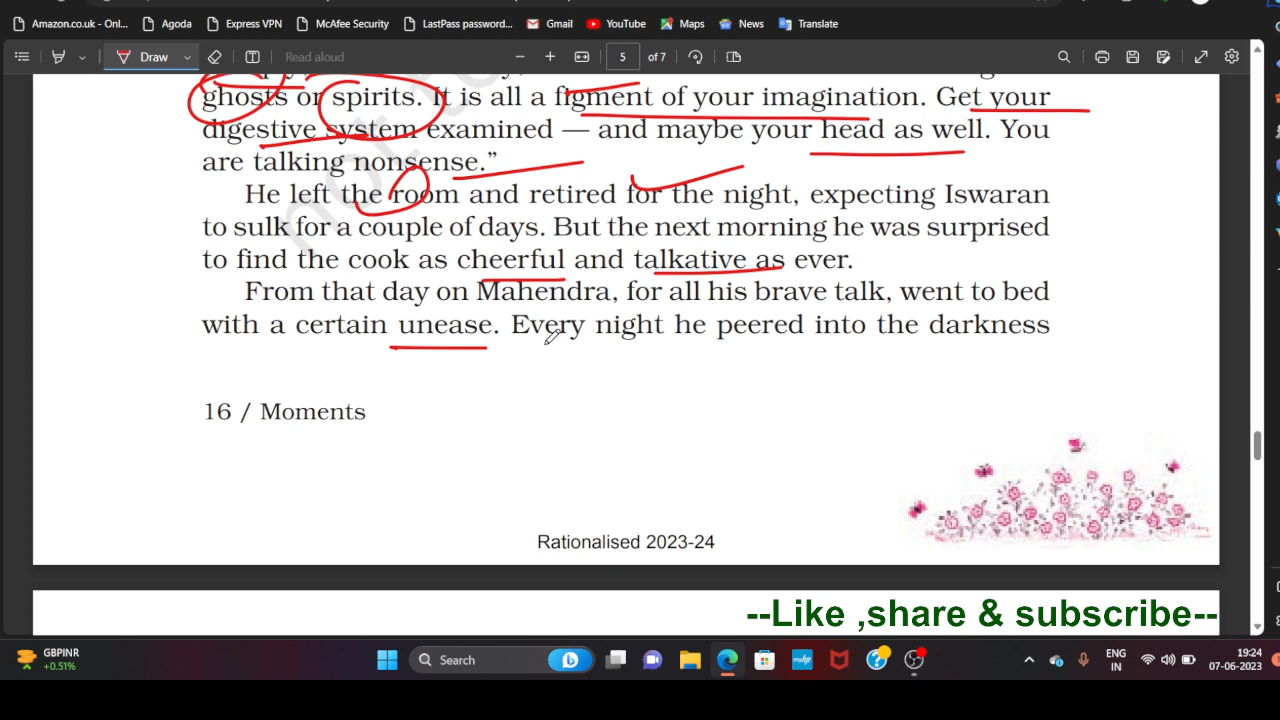 Amazon.co.uk - Onl...
Agoda
Express VPN
McAfee Security
LastPass password...
Gmail
YouTube
Maps
News
Translate
Draw
Read aloud
5
of 7
ghosts or spirits. It is all a figment of your imagination. Get your
digestive system examined — and maybe your head as well. You
are talking nonsense.”
He left the room and retired for the night, expecting Iswaran
to sulk for a couple of days. But the next morning he was surprised
to find the cook as cheerful and talkative as ever.
From that day on Mahendra, for all his brave talk, went to bed
with a certain unease. Every night he peered into the darkness
16 / Moments
Rationalised 2023-24
--Like ,share & subscribe--
GBPINR
+0.51%
Search
ENG
IN
19:24
07-06-2023